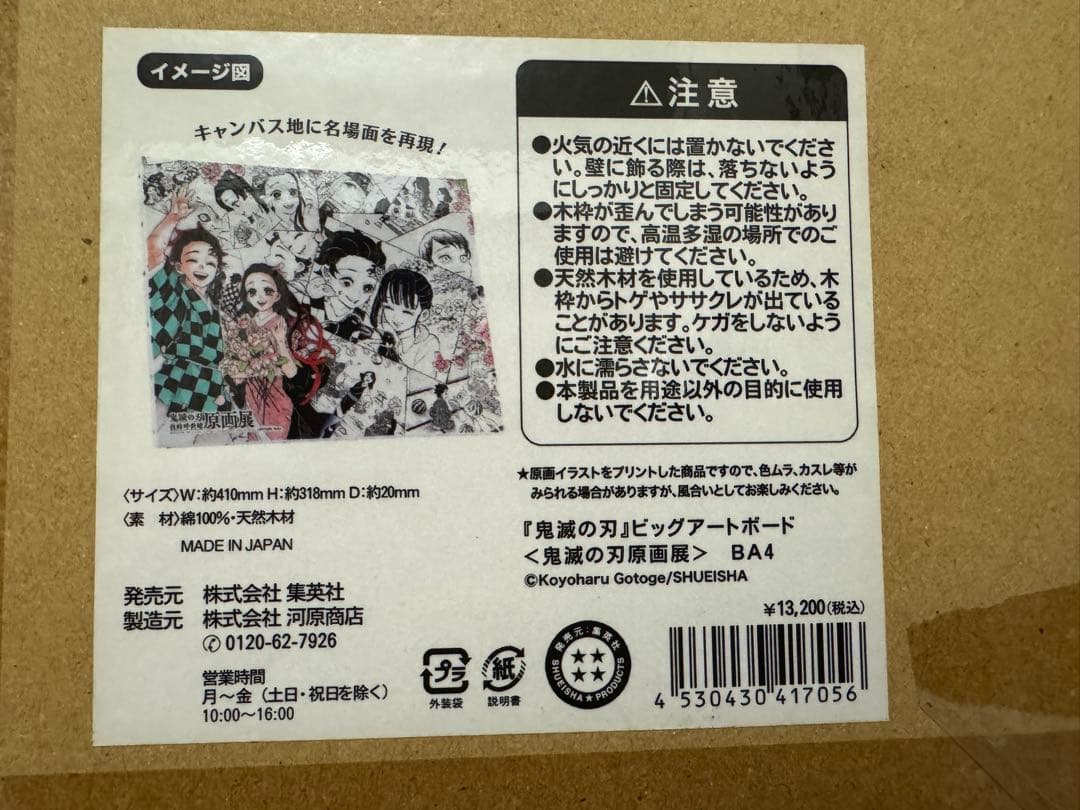 イメージ図
キャンバス地に名場面を再現!
鬼滅の刃
吾峠呼世晴
原画展
〈サイズ〉W:約410mm H:約318mm D:約20mm
〈素 材〉綿100%・天然木材
MADE IN JAPAN
発売元 株式会社 集英社
製造元 株式会社 河原商店
✆0120-62-7926
営業時間
月～金（土日・祝日を除く）
10:00～16:00
⚠注意
●火気の近くには置かないでくださ
い。壁に飾る際は、落ちないよう
にしっかりと固定してください。
●木枠が歪んでしまう可能性があり
ますので、高温多湿の場所でのご
使用は避けてください。
●天然木材を使用しているため、木
枠からトゲやササクレが出ている
ことがあります。ケガをしないよう
にご注意ください。
●水に濡らさないでください。
●本製品を用途以外の目的に使用
しないでください。
★原画イラストをプリントした商品ですので、色ムラ、カスレ等が
みられる場合がありますが、風合いとしてお楽しみください。
『鬼滅の刃』ビッグアートボード
＜鬼滅の刃原画展＞ BA4
©Koyoharu Gotoge/SHUEISHA
¥13,200(税込)
プラ
外装袋
紙
説明書
発売元:集英社
SHUEISHA★PRODUCTS
4 530430 417056